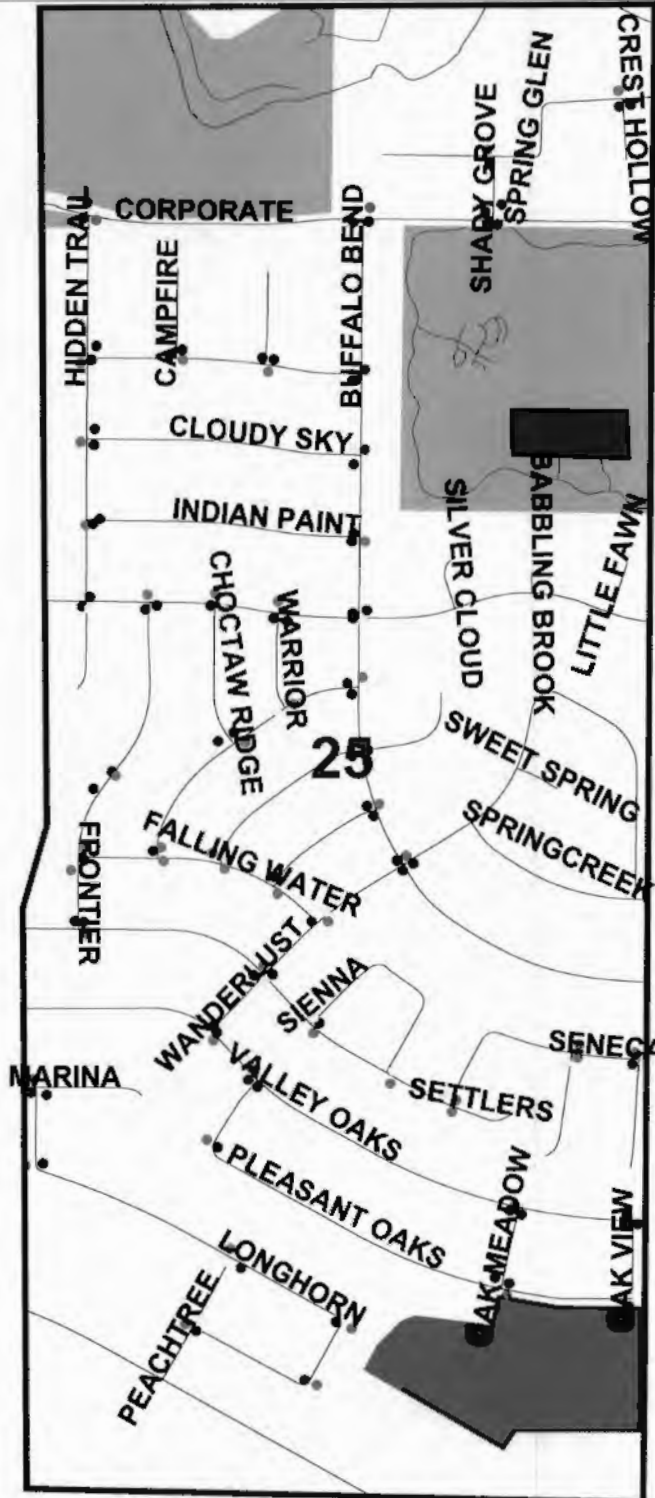 CREST HOLLOW
SPRING GLEN
SHADY GROVE
CORPORATE
HIDDEN TRAIL
BUFFALO BEND
CAMPFIRE
CLOUDY SKY
INDIAN PAINT
BABBLING BROOK
SILVER CLOUD
LITTLE FAWN
CHOCTAW RIDGE
WARRIOR
25
SWEET SPRING
SPRINGCREEK
FALLING WATER
FRONTIER
WANDERLUST
SIENNA
SENECA
MARINA
VALLEY OAKS
SETTLERS
PLEASANT OAKS
OAK MEADOW
OAK VIEW
LONGHORN
PEACHTREE